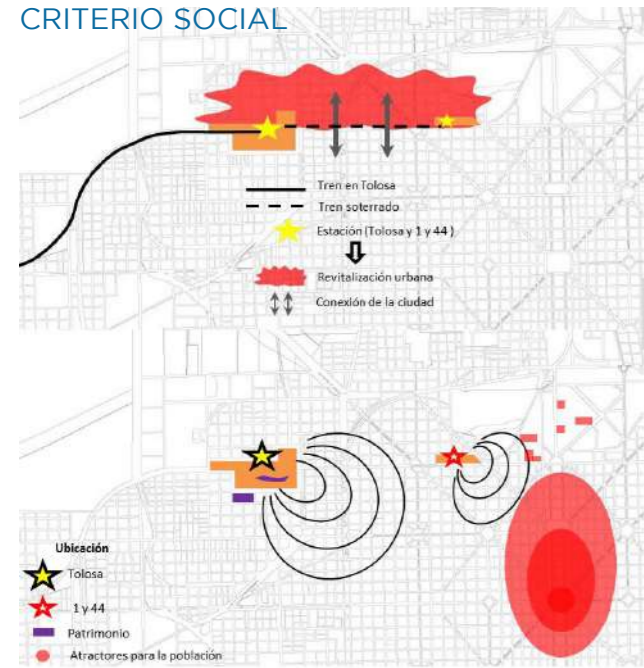 CRITERIO SOCIAL
Tren en Tolosa
Tren soterrado
Estación (Tolosa y 1 y 44 )
Revitalización urbana
Conexión de la ciudad
Ubicación
Tolosa
1 y 44
Patrimonio
Atractores para la población